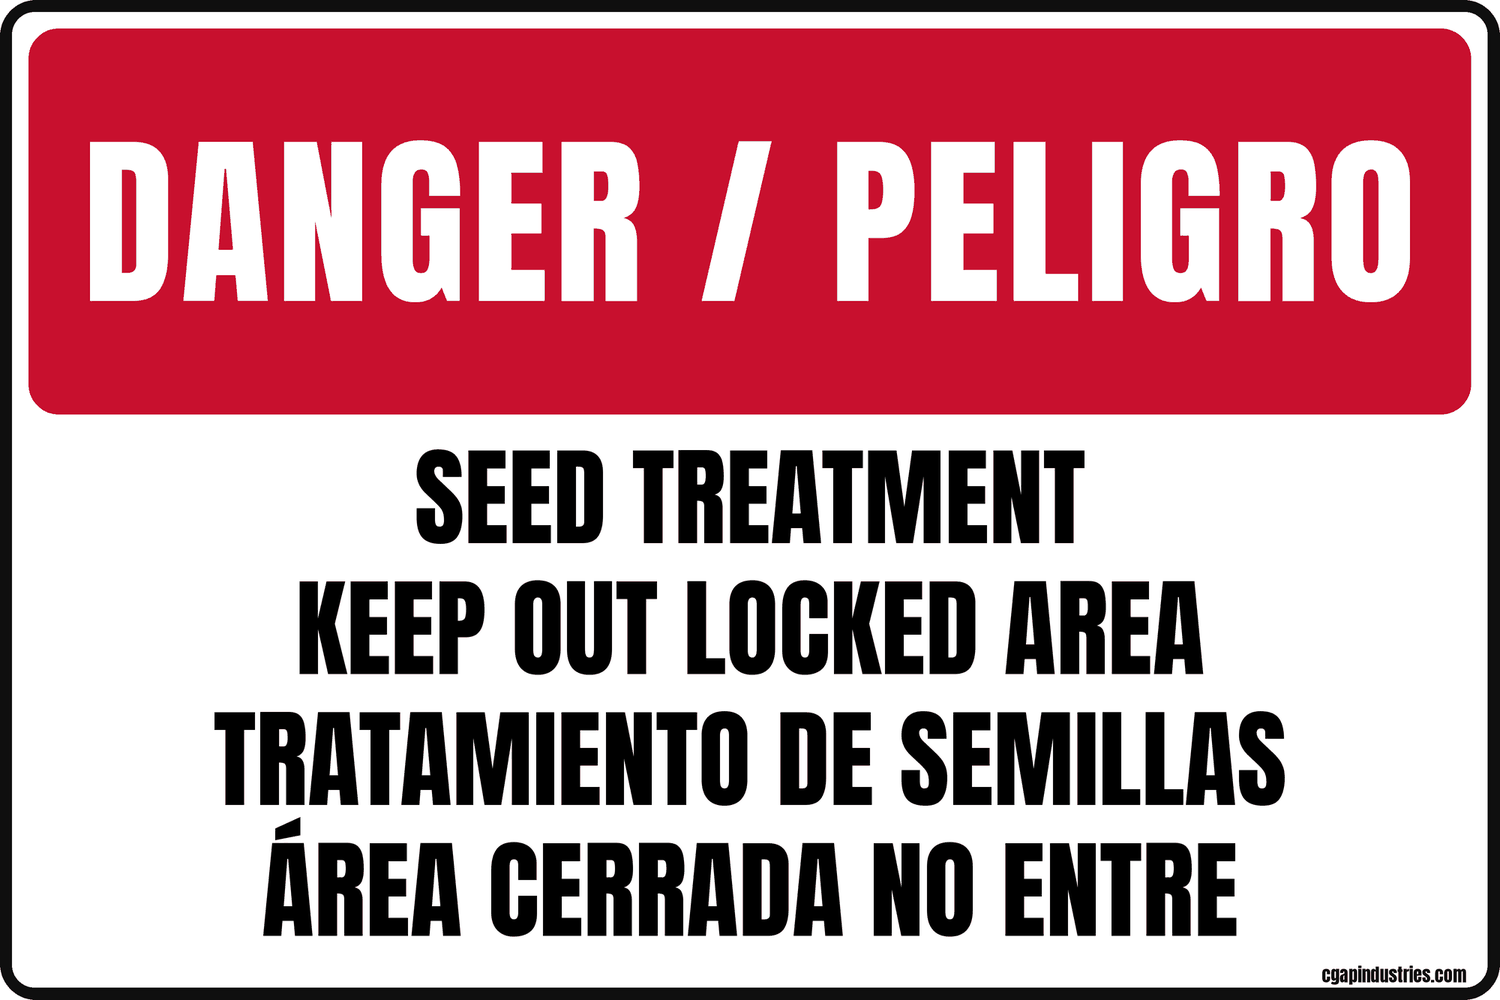 DANGER / PELIGRO
SEED TREATMENT
KEEP OUT LOCKED AREA
TRATAMIENTO DE SEMILLAS
ÁREA CERRADA NO ENTRE
cgapindustries.com